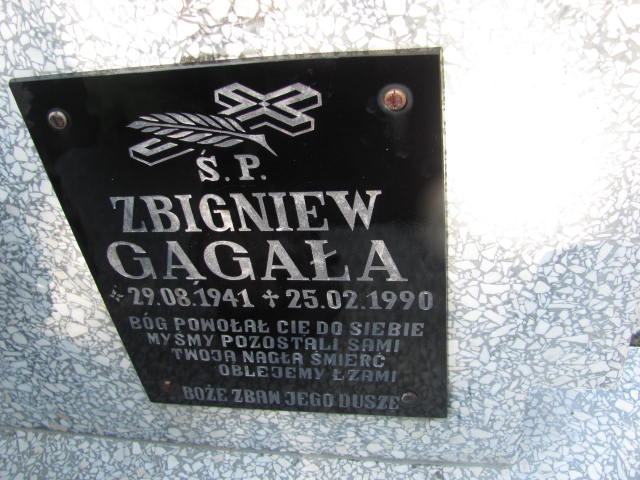 Ś.P.
ZBIGNIEW
GĄGAŁA
* 29.08.1941 ✝ 25.02.1990
BÓG POWOŁAŁ CIĘ DO SIEBIE
MYŚMY POZOSTALI SAMI
TWOJĄ NAGŁĄ ŚMIERĆ
OBLEJEMY ŁZAMI
BOŻE ZBAW JEGO DUSZĘ